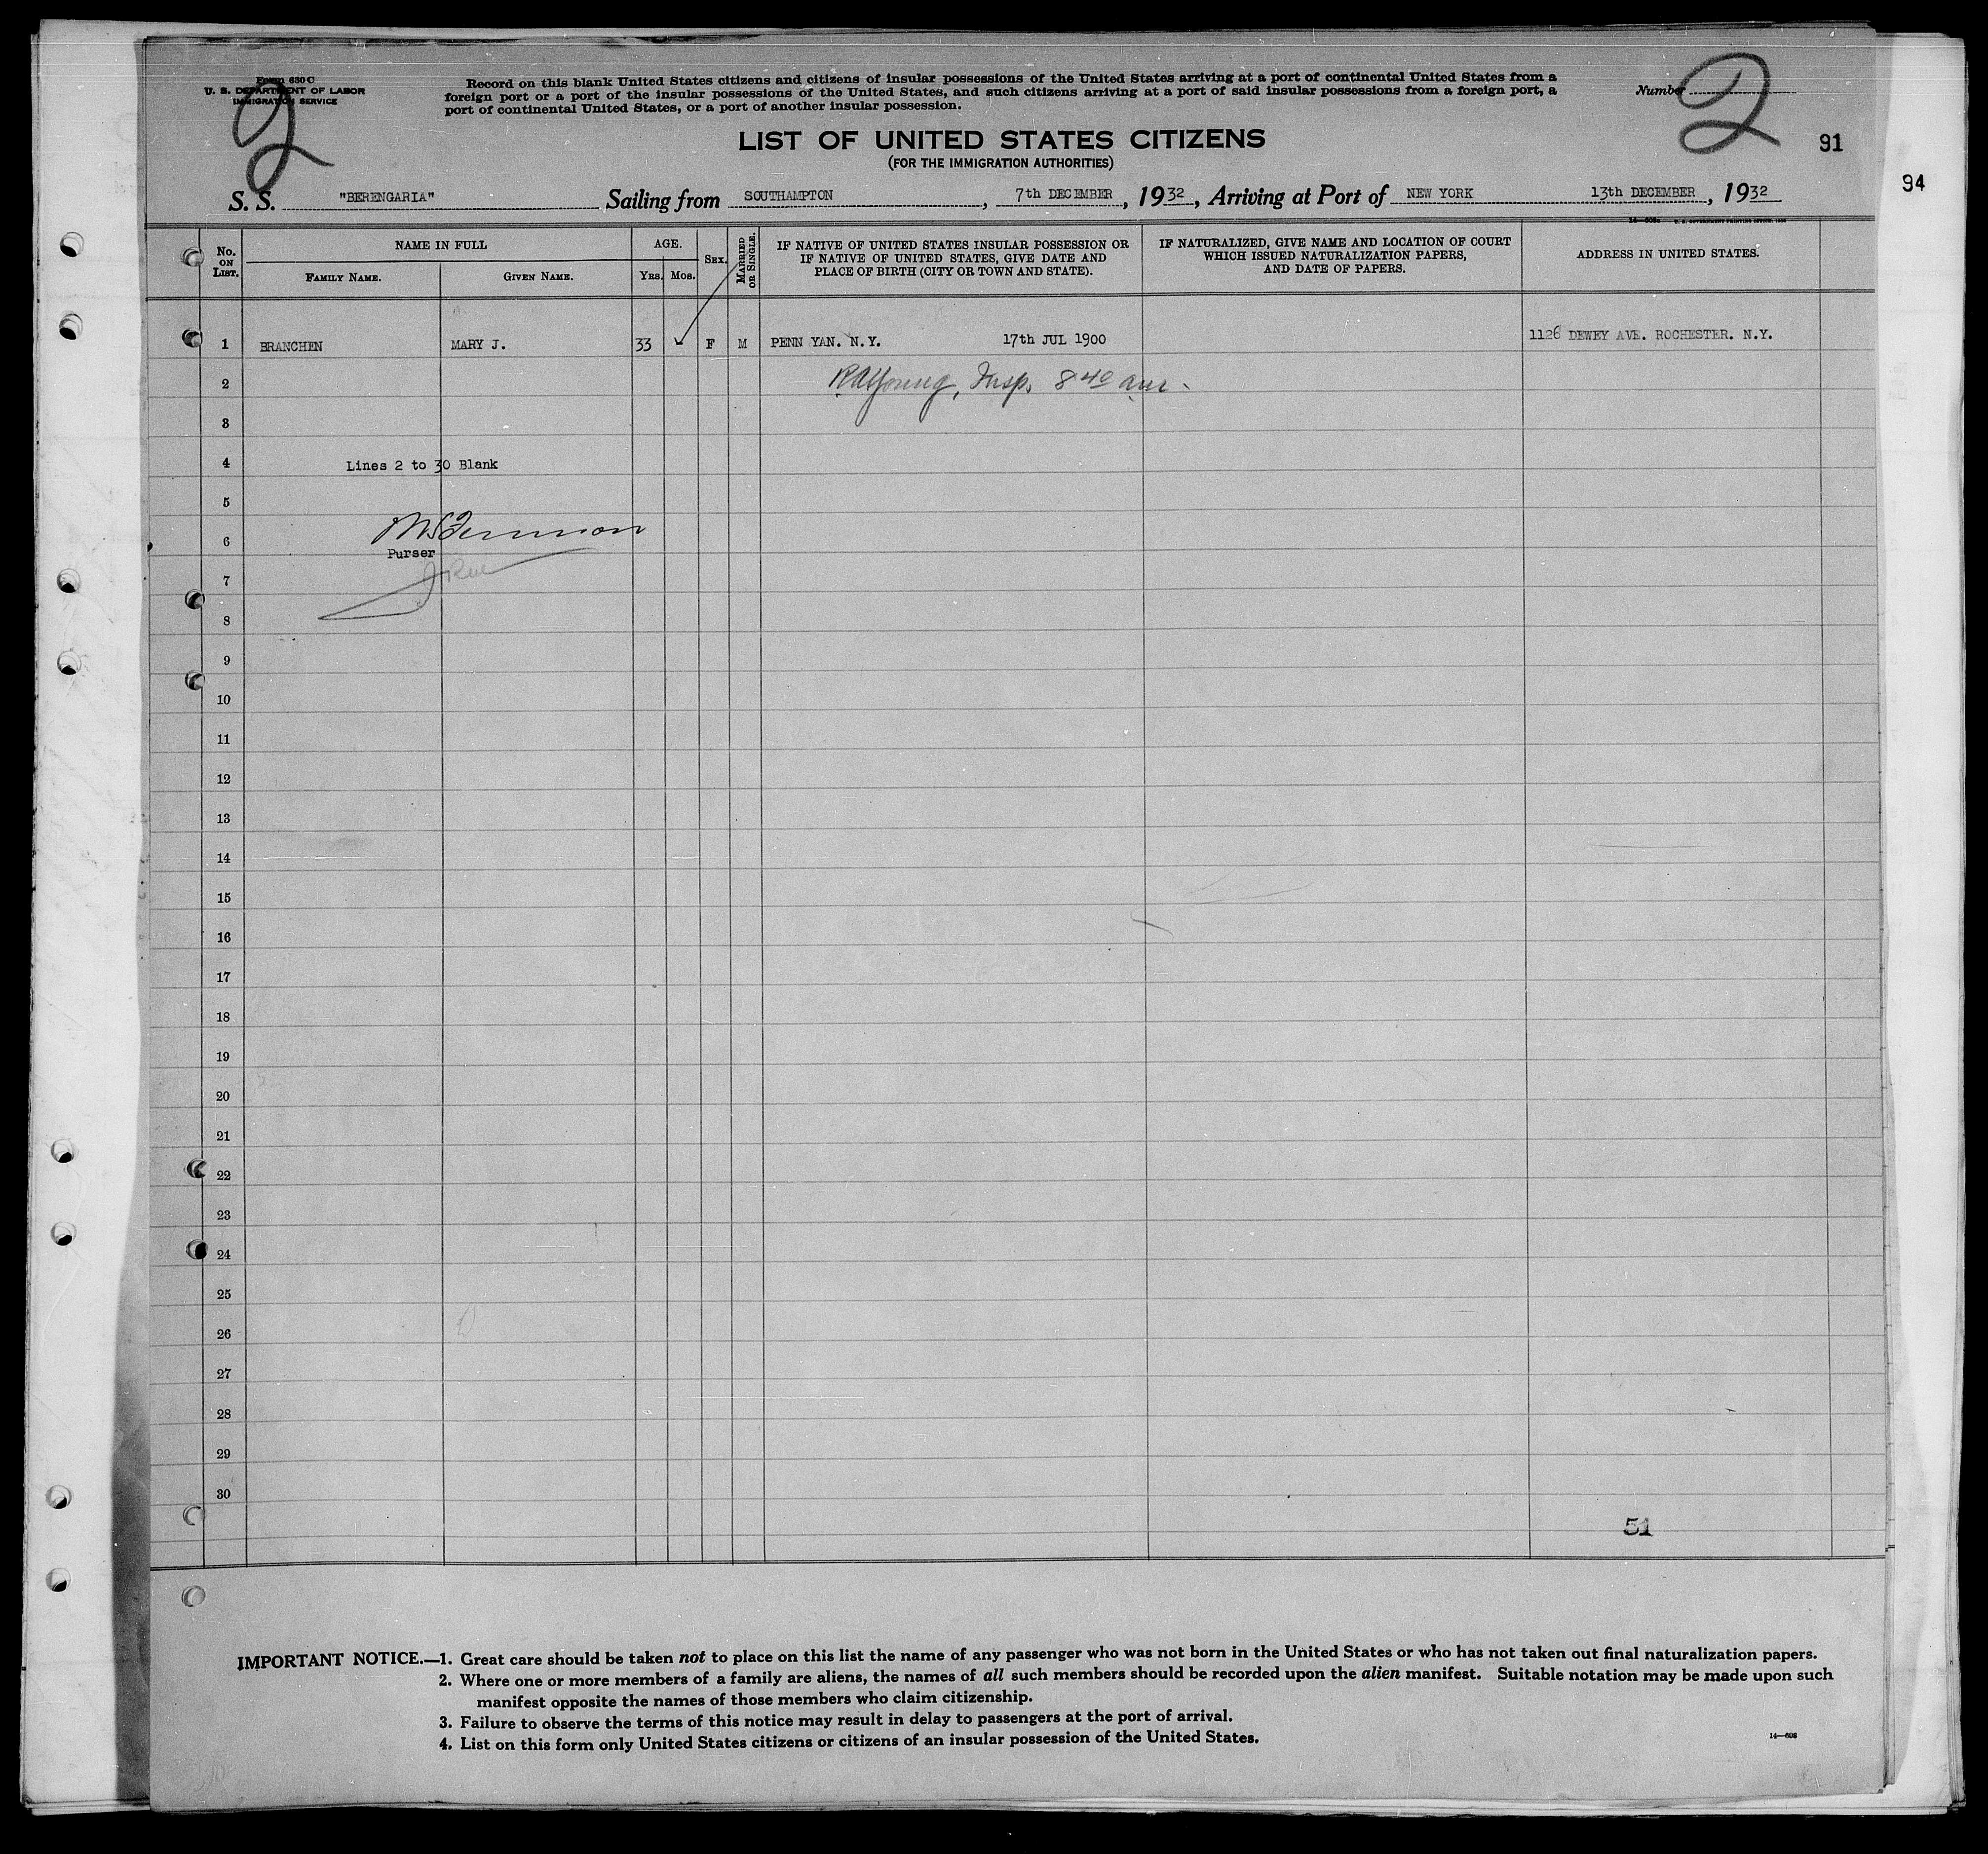 Form 630 C
U. S. DEPARTMENT OF LABOR
IMMIGRATION SERVICE
2
Record on this blank United States citizens and citizens of insular possessions of the United States arriving at a port of continental United States from a
foreign port or a port of the insular possessions of the United States, and such citizens arriving at a port of said insular possessions from a foreign port, a
port of continental United States, or a port of another insular possession.
Number
2
91
94
LIST OF UNITED STATES CITIZENS
(FOR THE IMMIGRATION AUTHORITIES)
S. S. "BERENGARIA" Sailing from SOUTHAMPTON, 7th DECEMBER, 1932, Arriving at Port of NEW YORK 13th DECEMBER, 1932
No. ON LIST.
NAME IN FULL
FAMILY NAME.
GIVEN NAME.
AGE.
YRS.
MOS.
SEX.
MARRIED OR SINGLE.
IF NATIVE OF UNITED STATES INSULAR POSSESSION OR
IF NATIVE OF UNITED STATES, GIVE DATE AND
PLACE OF BIRTH (CITY OR TOWN AND STATE).
IF NATURALIZED, GIVE NAME AND LOCATION OF COURT
WHICH ISSUED NATURALIZATION PAPERS,
AND DATE OF PAPERS.
ADDRESS IN UNITED STATES.
1 BRANCHEN MARY J. 33 F M PENN YAN. N.Y. 17th JUL 1900 1126 DEWEY AVE. ROCHESTER. N.Y.
2 Young, Insp. 8 40 am
3
4 Lines 2 to 30 Blank
5
6
Purser
7
8
9
10
11
12
13
14
15
16
17
18
19
20
21
22
23
24
25
26
27
28
29
30
51
IMPORTANT NOTICE.—1. Great care should be taken not to place on this list the name of any passenger who was not born in the United States or who has not taken out final naturalization papers.
2. Where one or more members of a family are aliens, the names of all such members should be recorded upon the alien manifest. Suitable notation may be made upon such
manifest opposite the names of those members who claim citizenship.
3. Failure to observe the terms of this notice may result in delay to passengers at the port of arrival.
4. List on this form only United States citizens or citizens of an insular possession of the United States.
14—608